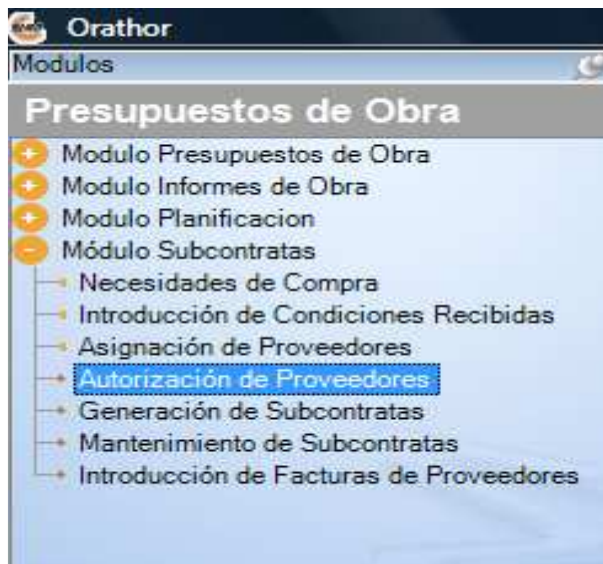 Orathor
Modulos
Presupuestos de Obra
Modulo Presupuestos de Obra
Modulo Informes de Obra
Modulo Planificacion
Módulo Subcontratas
Necesidades de Compra
Introducción de Condiciones Recibidas
Asignación de Proveedores
Autorización de Proveedores
Generación de Subcontratas
Mantenimiento de Subcontratas
Introducción de Facturas de Proveedores